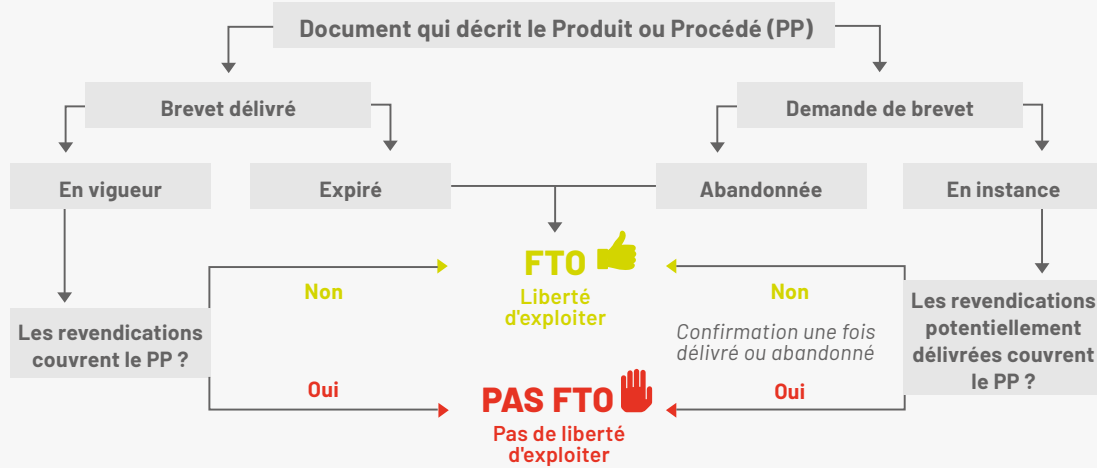 Document qui décrit le Produit ou Procédé (PP)
Brevet délivré
Demande de brevet
En vigueur
Expiré
Abandonnée
En instance
FTO
Liberté
d'exploiter
Non
Non
Les revendications
couvrent le PP ?
Confirmation une fois
délivré ou abandonné
Les revendications
potentiellement
délivrées couvrent
le PP ?
Oui
Oui
PAS FTO
Pas de liberté
d'exploiter